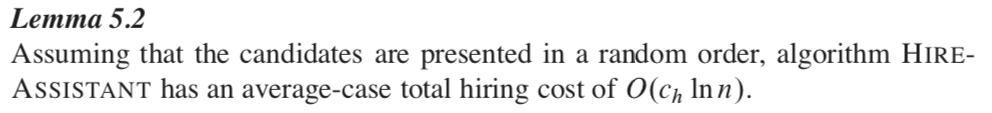 Lemma 5.2
Assuming that the candidates are presented in a random order, algorithm HIRE-
ASSISTANT has an average-case total hiring cost of O(cₕ ln n).